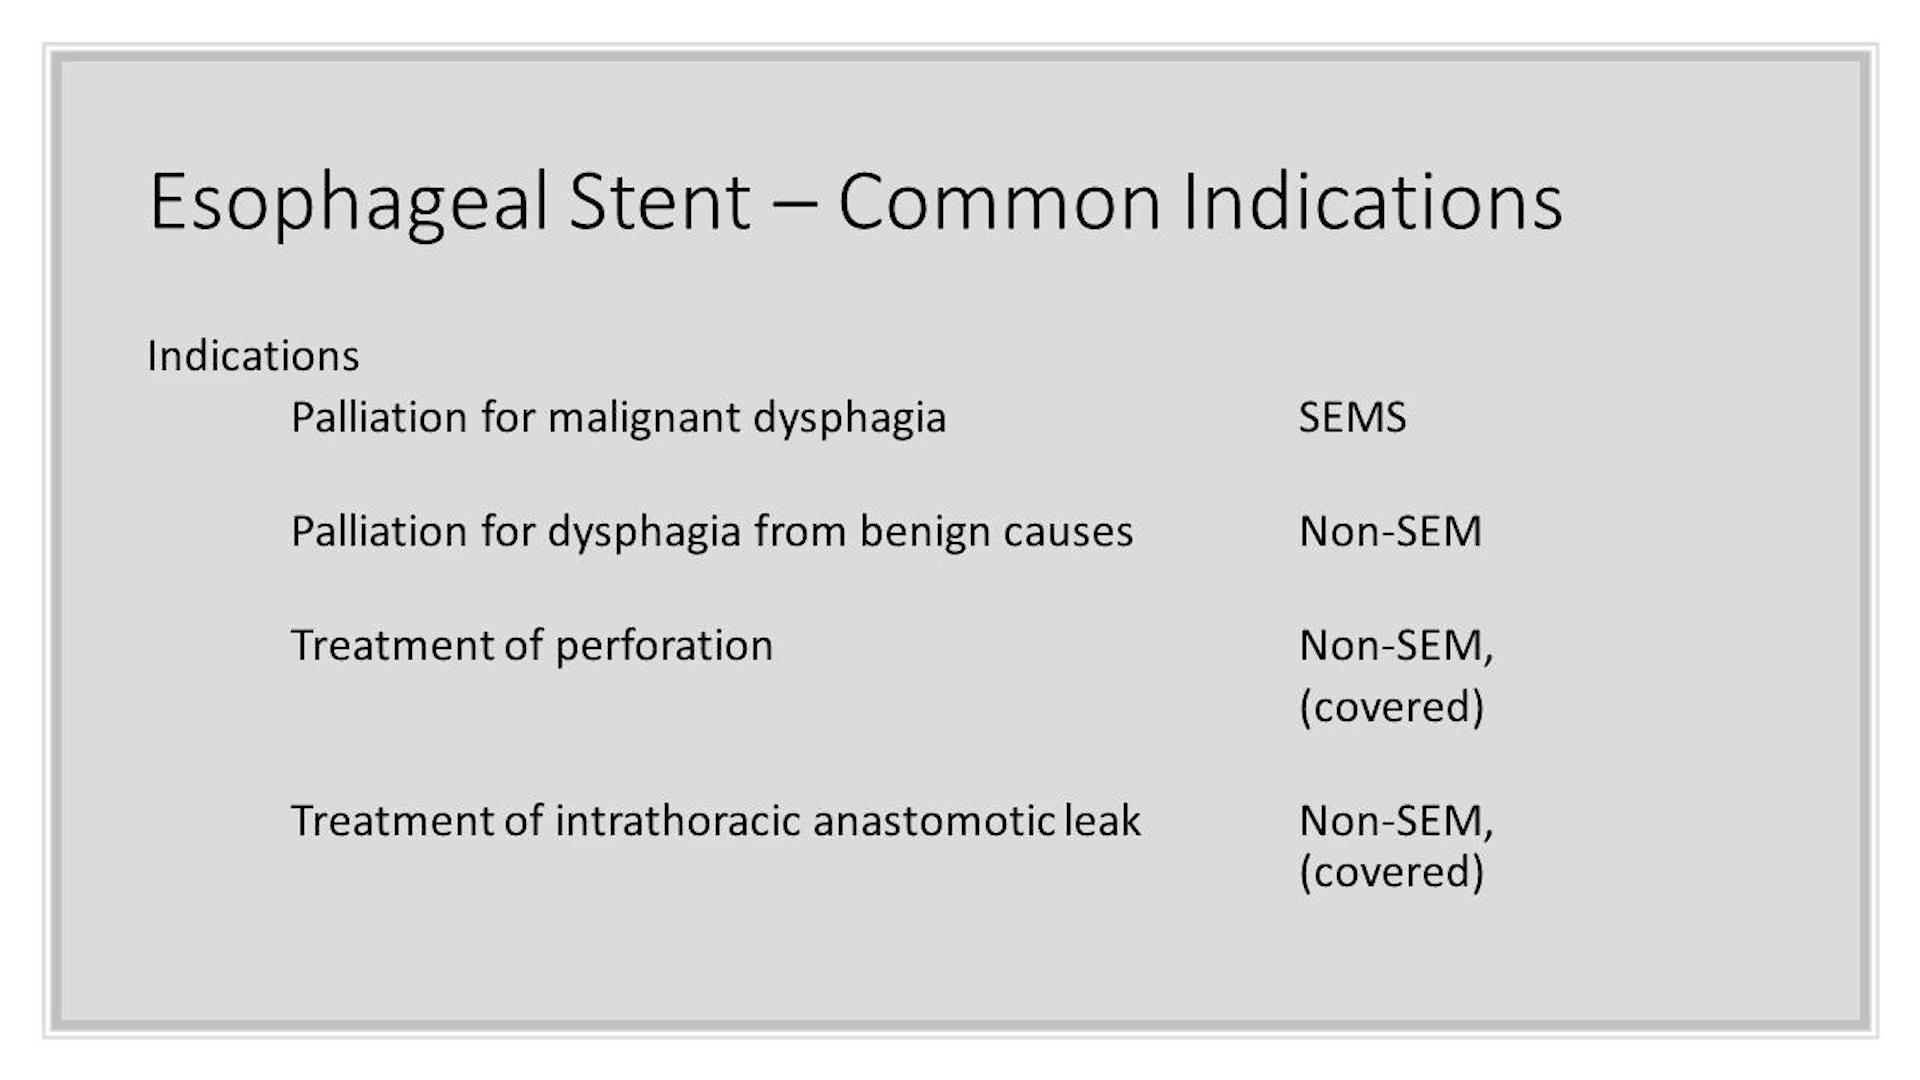 Esophageal Stent – Common Indications
Indications
Palliation for malignant dysphagia SEMS
Palliation for dysphagia from benign causes Non-SEM
Treatment of perforation Non-SEM,
(covered)
Treatment of intrathoracic anastomotic leak Non-SEM,
(covered)